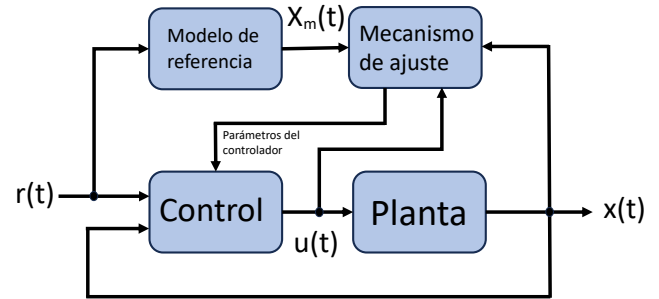 Modelo de
referencia
Xm(t)
Mecanismo
de ajuste
Parámetros del
controlador
r(t)
Control
u(t)
Planta
x(t)